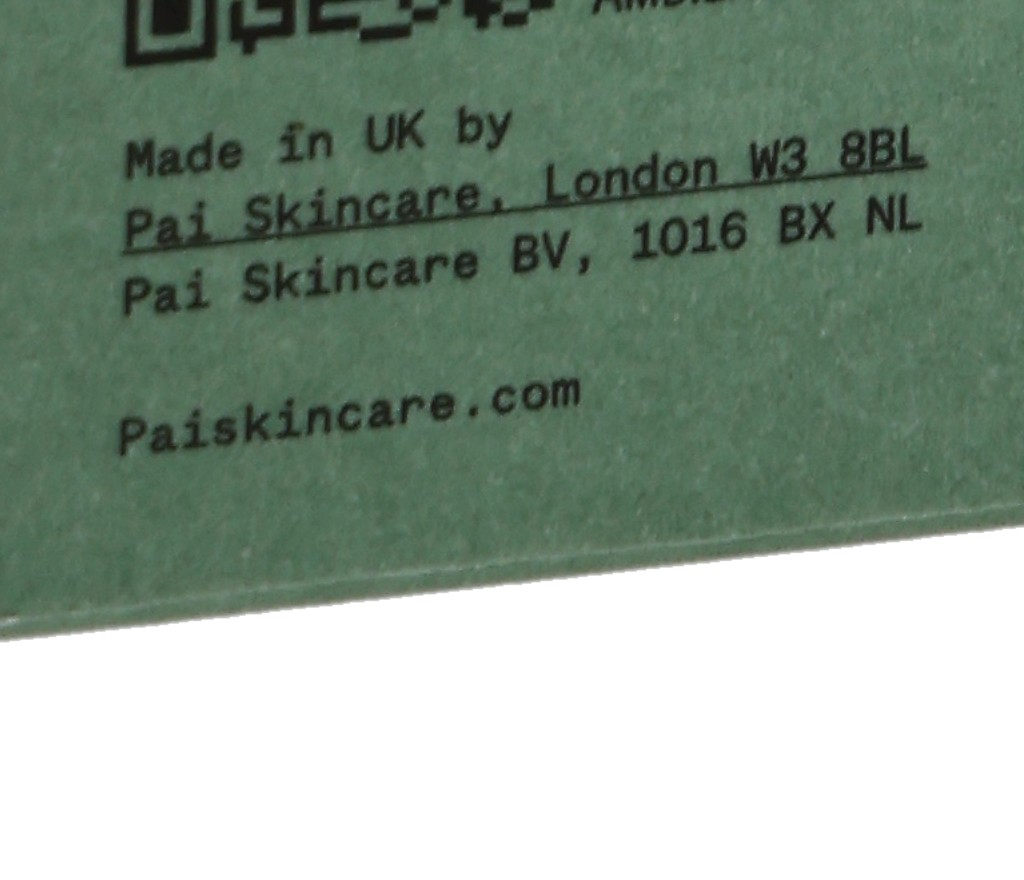 Made in UK by
Pai Skincare, London W3 8BL
Pai Skincare BV, 1016 BX NL
Paiskincare.com